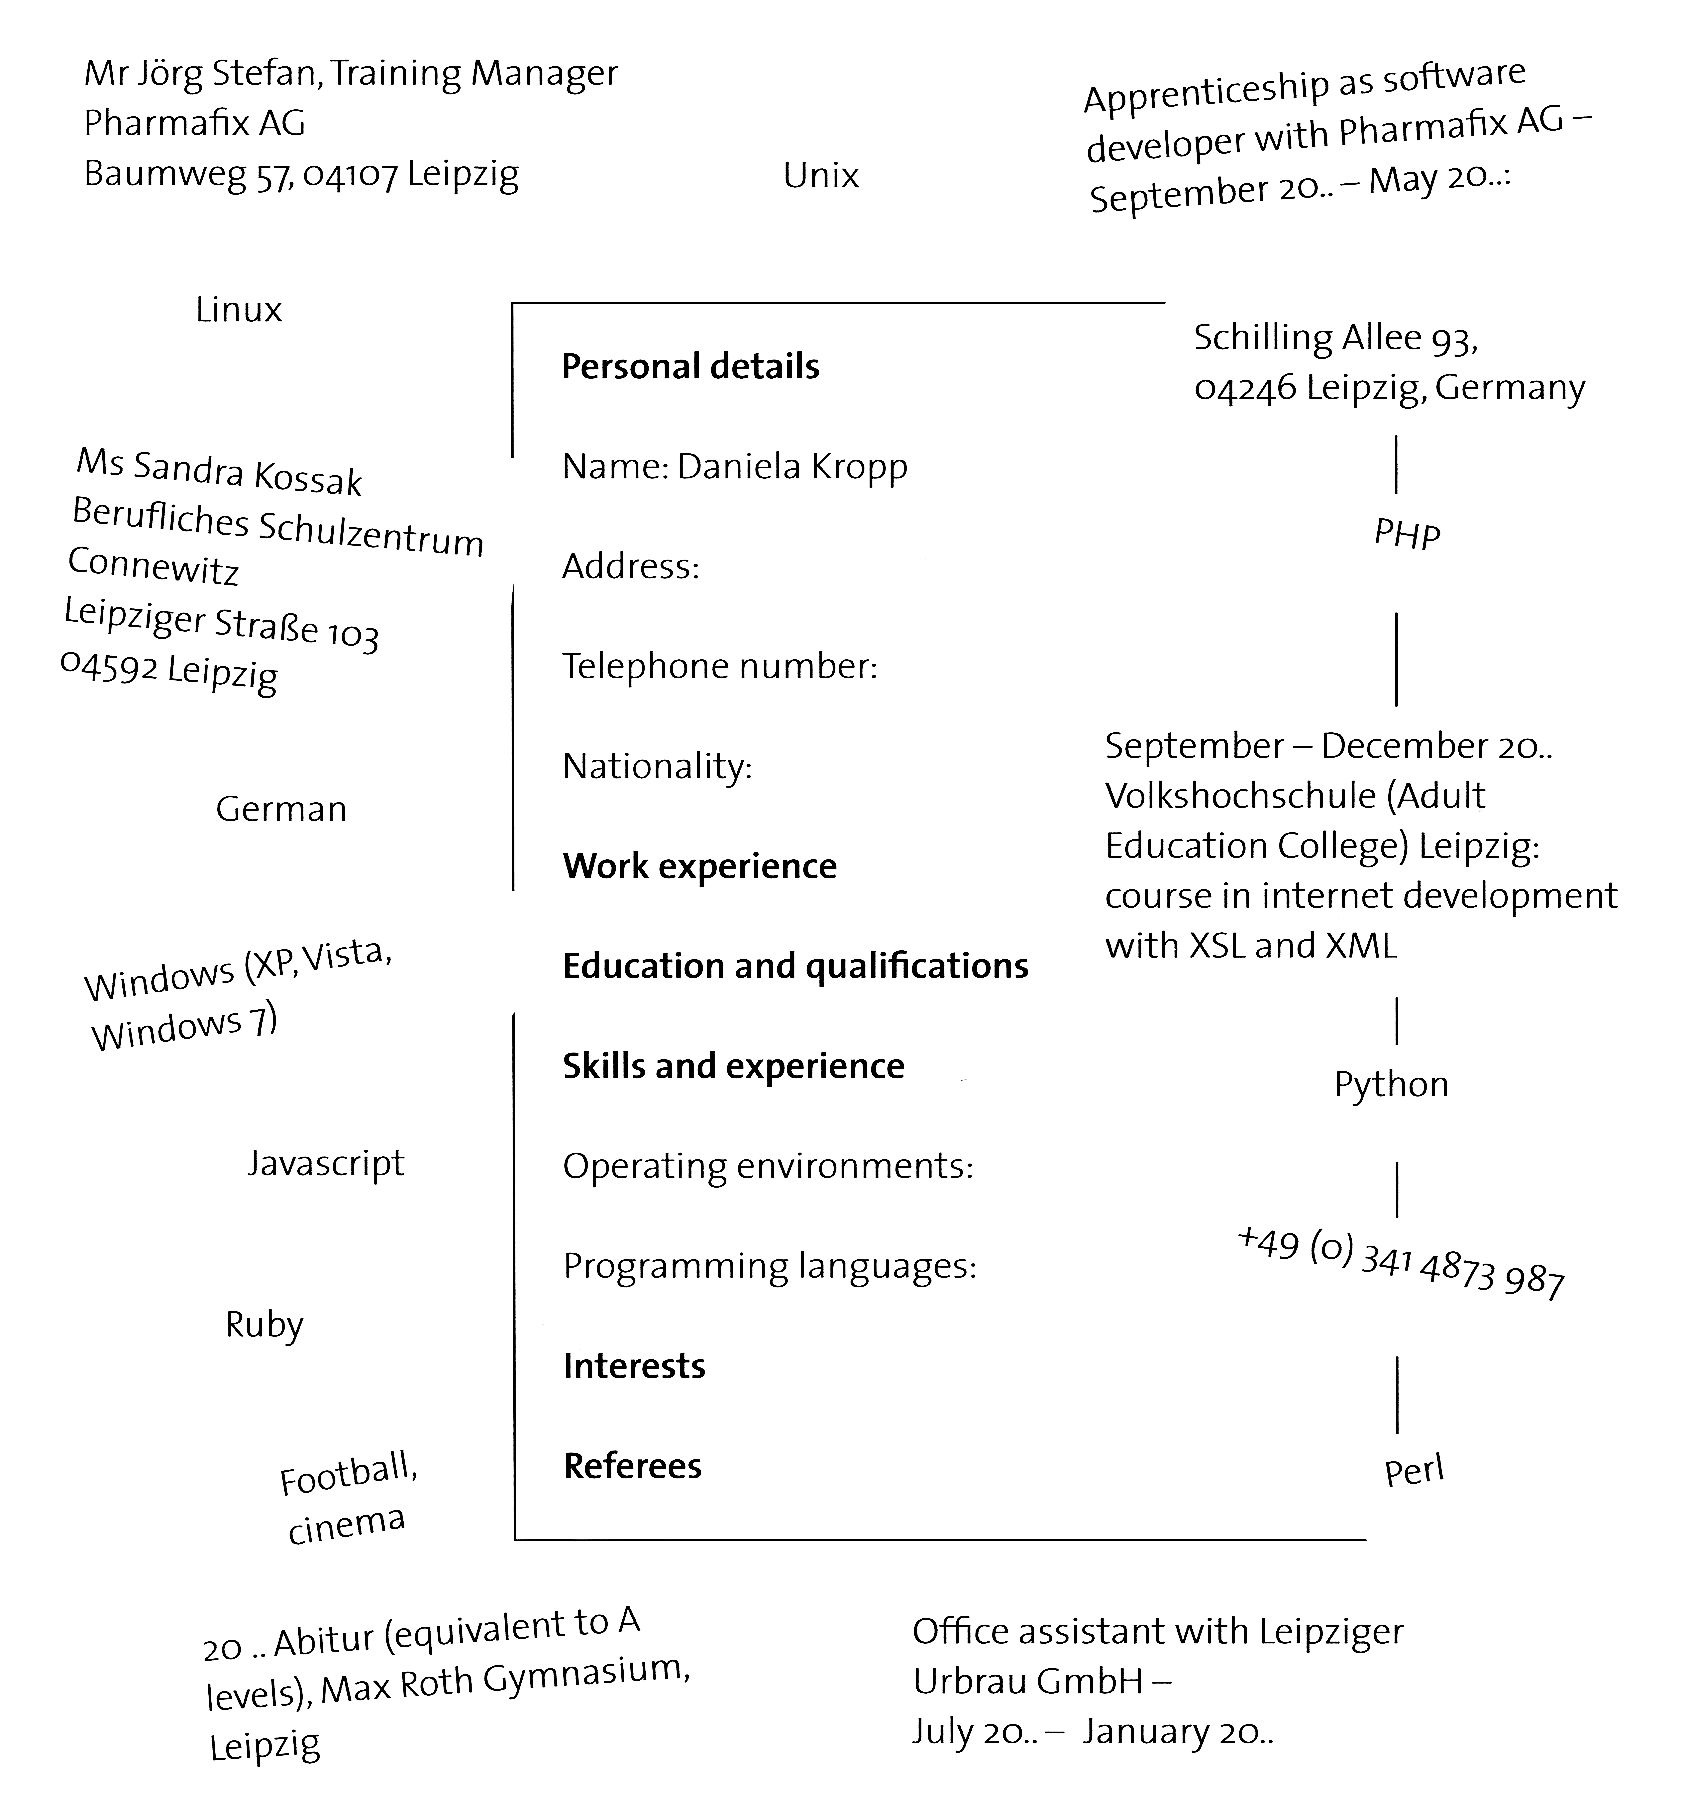 Mr Jörg Stefan, Training Manager
Pharmafix AG
Baumweg 57, 04107 Leipzig
Unix
Apprenticeship as software
developer with Pharmafix AG –
September 20.. – May 20..:
Linux
Schilling Allee 93,
04246 Leipzig, Germany
Personal details
Name: Daniela Kropp
Address:
Telephone number:
Nationality:
Work experience
Education and qualifications
Skills and experience
Operating environments:
Programming languages:
Interests
Referees
Ms Sandra Kossak
Berufliches Schulzentrum
Connewitz
Leipziger Straße 103
04592 Leipzig
German
Windows (XP, Vista,
Windows 7)
Javascript
Ruby
Football,
cinema
PHP
September – December 20..
Volkshochschule (Adult
Education College) Leipzig:
course in internet development
with XSL and XML
Python
+49 (0) 341 4873 987
Perl
20 .. Abitur (equivalent to A
levels), Max Roth Gymnasium,
Leipzig
Office assistant with Leipziger
Urbrau GmbH –
July 20.. – January 20..